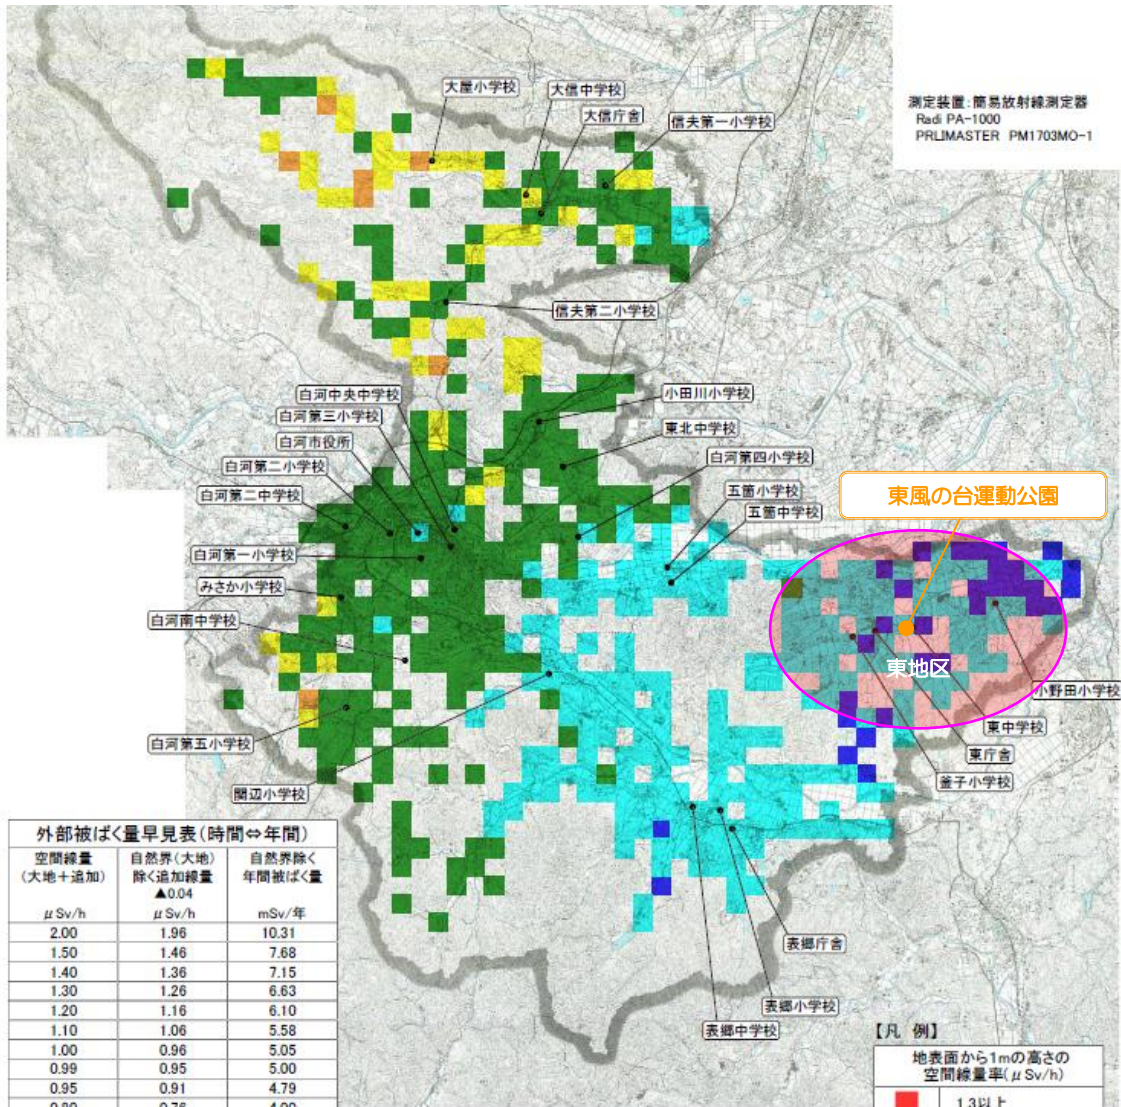 測定装置:簡易放射線測定器
Radi PA-1000
PRLIMASTER PM1703MO-1
大屋小学校
大信中学校
大信庁舎
信夫第一小学校
信夫第二小学校
白河中央中学校
白河第三小学校
白河市役所
白河第二小学校
白河第二中学校
白河第一小学校
みさか小学校
白河南中学校
白河第五小学校
関辺小学校
小田川小学校
東北中学校
白河第四小学校
五箇小学校
五箇中学校
東風の台運動公園
東地区
小野田小学校
東中学校
東庁舎
釜子小学校
表郷庁舎
表郷小学校
表郷中学校
外部被ばく量早見表(時間⇔年間)
空間線量 自然界(大地) 自然界除く
(大地+追加) 除く追加線量 年間被ばく量
▲0.04
μSv/h μSv/h mSv/年
2.00 1.96 10.31
1.50 1.46 7.68
1.40 1.36 7.15
1.30 1.26 6.63
1.20 1.16 6.10
1.10 1.06 5.58
1.00 0.96 5.05
0.99 0.95 5.00
0.95 0.91 4.79
【凡 例】
地表面から1mの高さの
空間線量率(μSv/h)
1.3以上